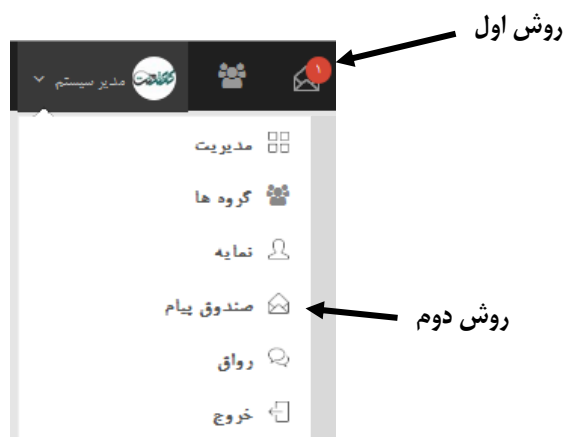 روش اول
۱
مدیر سیستم
مدیریت
گروه ها
نمایه
صندوق پیام
روش دوم
رواق
خروج